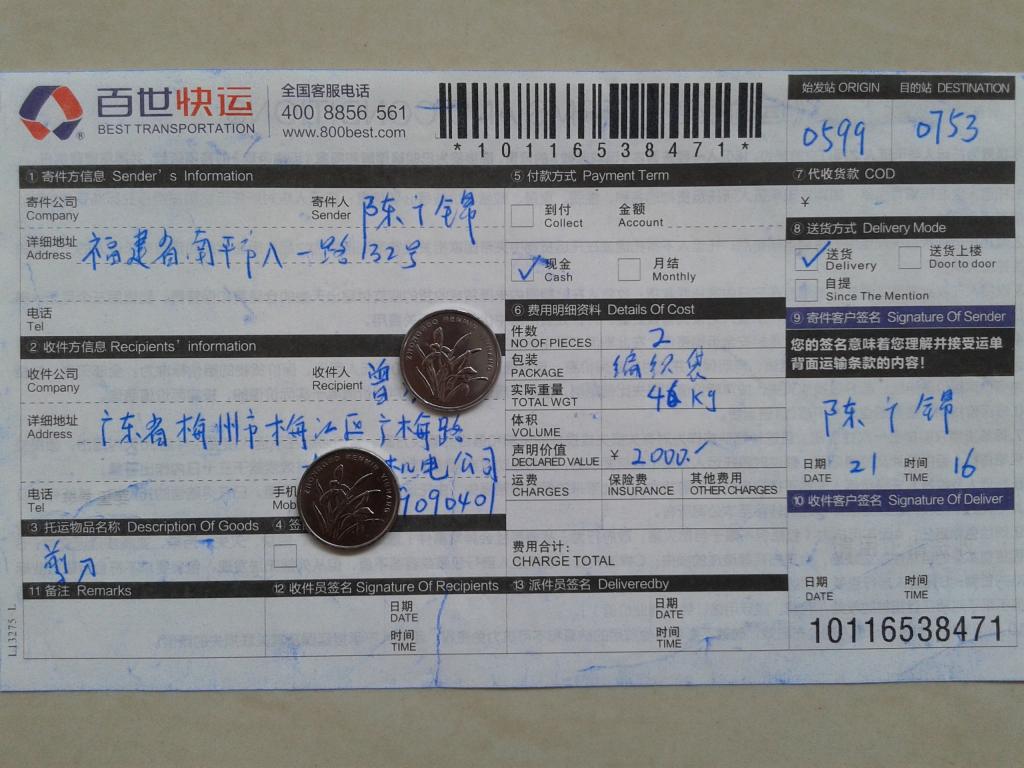 百世快运
BEST TRANSPORTATION
全国客服电话
400 8856 561
www.800best.com
*10116538471*
始发站 ORIGIN 目的站 DESTINATION
0599 0753
① 寄件方信息 Sender's Information
寄件公司
Company
寄件人
Sender
陈个锦
详细地址
Address
福建省南平市八一路132号
电话
Tel
② 收件方信息 Recipients' information
收件公司
Company
收件人
Recipient
曾
详细地址
Address
广东省梅州市梅江区广梅路
机电公司
电话
Tel
手机
Mob
9090401
③ 托运物品名称 Description Of Goods
④ 签
剪刀
11 备注 Remarks
12 收件员签名 Signature Of Recipients
日期
DATE
时间
TIME
⑤ 付款方式 Payment Term
到付
Collect
金额
Account
现金
Cash
月结
Monthly
⑥ 费用明细资料 Details Of Cost
件数
NO OF PIECES
2
包装
PACKAGE
编织袋
实际重量
TOTAL WGT
kg
体积
VOLUME
声明价值
DECLARED VALUE
¥ 2000.
运费
CHARGES
保险费
INSURANCE
其他费用
OTHER CHARGES
费用合计:
CHARGE TOTAL
13 派件员签名 Deliveredby
日期
DATE
时间
TIME
⑦ 代收货款 COD
¥
⑧ 送货方式 Delivery Mode
送货
Delivery
送货上楼
Door to door
自提
Since The Mention
⑨ 寄件客户签名 Signature Of Sender
您的签名意味着您理解并接受运单
背面运输条款的内容!
陈个锦
日期
DATE
21
时间
TIME
16
⑩ 收件客户签名 Signature Of Deliver
日期
DATE
时间
TIME
10116538471
L13275 L